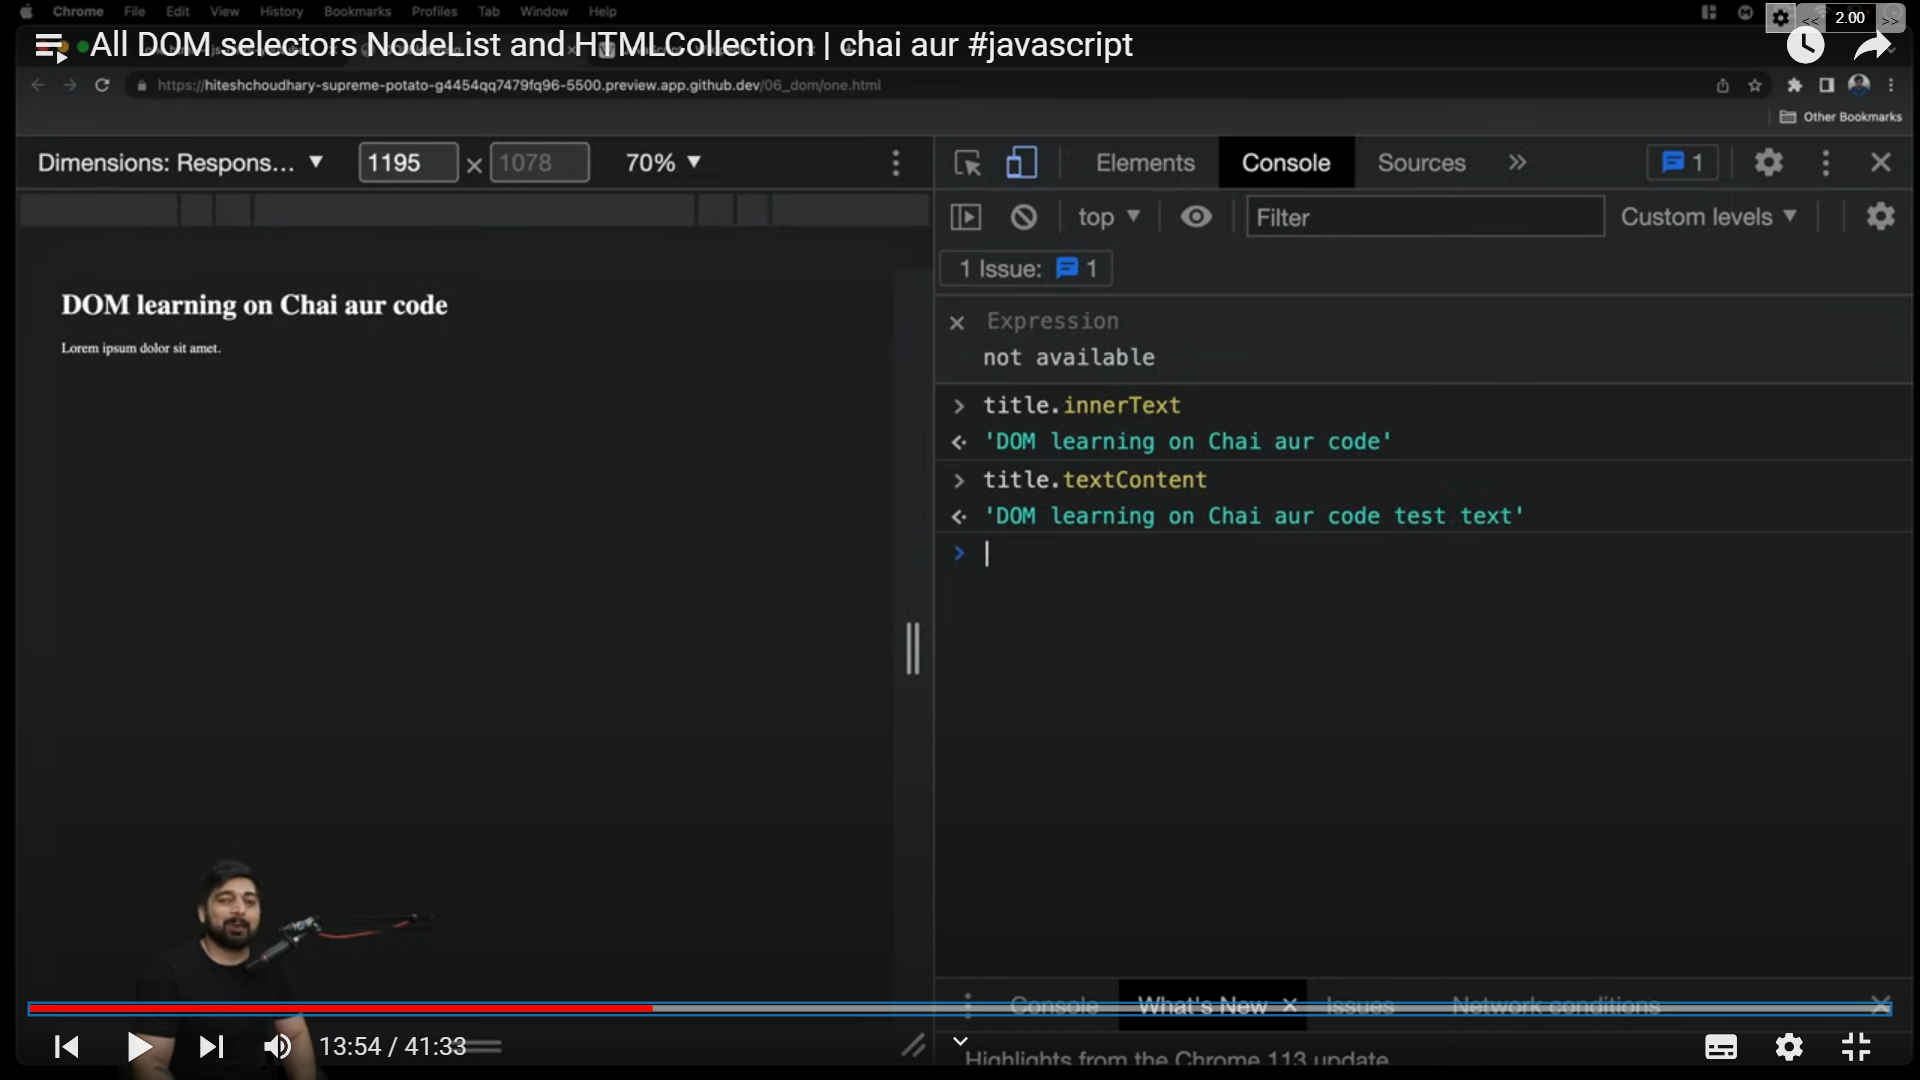 Chrome File Edit View History Bookmarks Profiles Tab Window Help
<< 2.00 >>
All DOM selectors NodeList and HTMLCollection | chai aur #javascript
https://hiteshchoudhary-supreme-potato-g4454qq7479fq96-5500.preview.app.github.dev/06_dom/one.html
Other Bookmarks
Dimensions: Respons... ▼ 1195 × 1078 70% ▼
Elements Console Sources » 1
top ▼ Filter Custom levels ▼
1 Issue: 1
DOM learning on Chai aur code
Lorem ipsum dolor sit amet.
Expression
not available
> title.innerText
'DOM learning on Chai aur code'
> title.textContent
'DOM learning on Chai aur code test text'
>
Console What's New × Issues Network conditions
13:54 / 41:33
Highlights from the Chrome 113 update